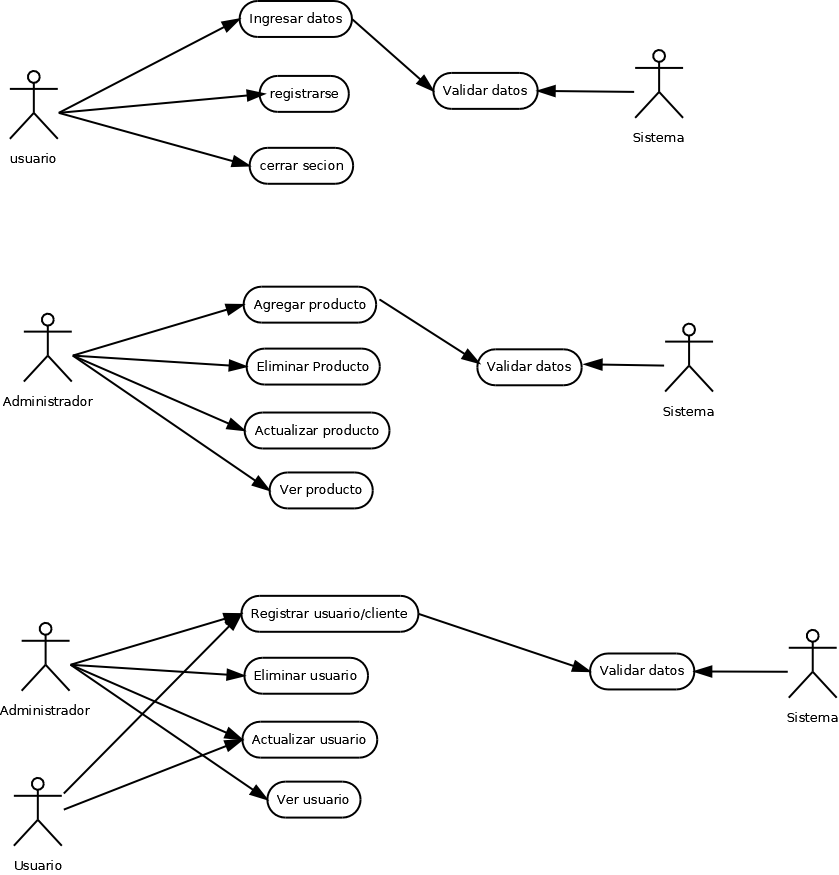 Ingresar datos
registrarse
Validar datos
Sistema
usuario
cerrar secion
Agregar producto
Eliminar Producto
Validar datos
Administrador
Sistema
Actualizar producto
Ver producto
Registrar usuario/cliente
Eliminar usuario
Validar datos
Administrador
Sistema
Actualizar usuario
Ver usuario
Usuario